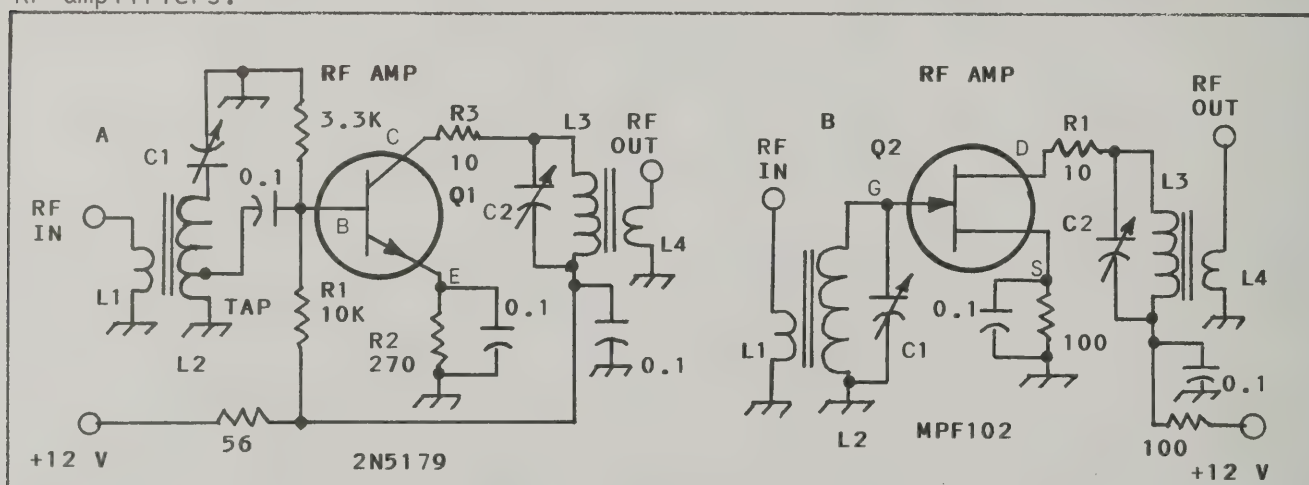 RF amplifiers.
RF AMP
A
3.3K
C1
0.1
RF
IN
L1
TAP
L2
R1
10K
B
C
E
Q1
R3
10
C2
L3
RF
OUT
L4
R2
270
0.1
0.1
56
+12 V
2N5179
RF AMP
B
RF
IN
Q2
G
D
S
R1
10
L3
RF
OUT
C2
L4
L1
L2
C1
0.1
100
0.1
MPF102
100
+12 V